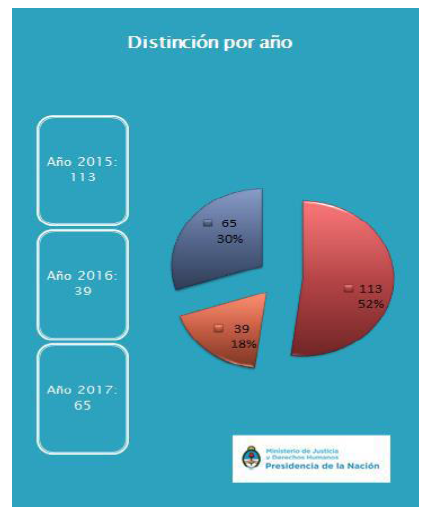 Distinción por año
Año 2015:
113
Año 2016:
39
Año 2017:
65
65
30%
113
52%
39
18%
Ministerio de Justicia
y Derechos Humanos
Presidencia de la Nación